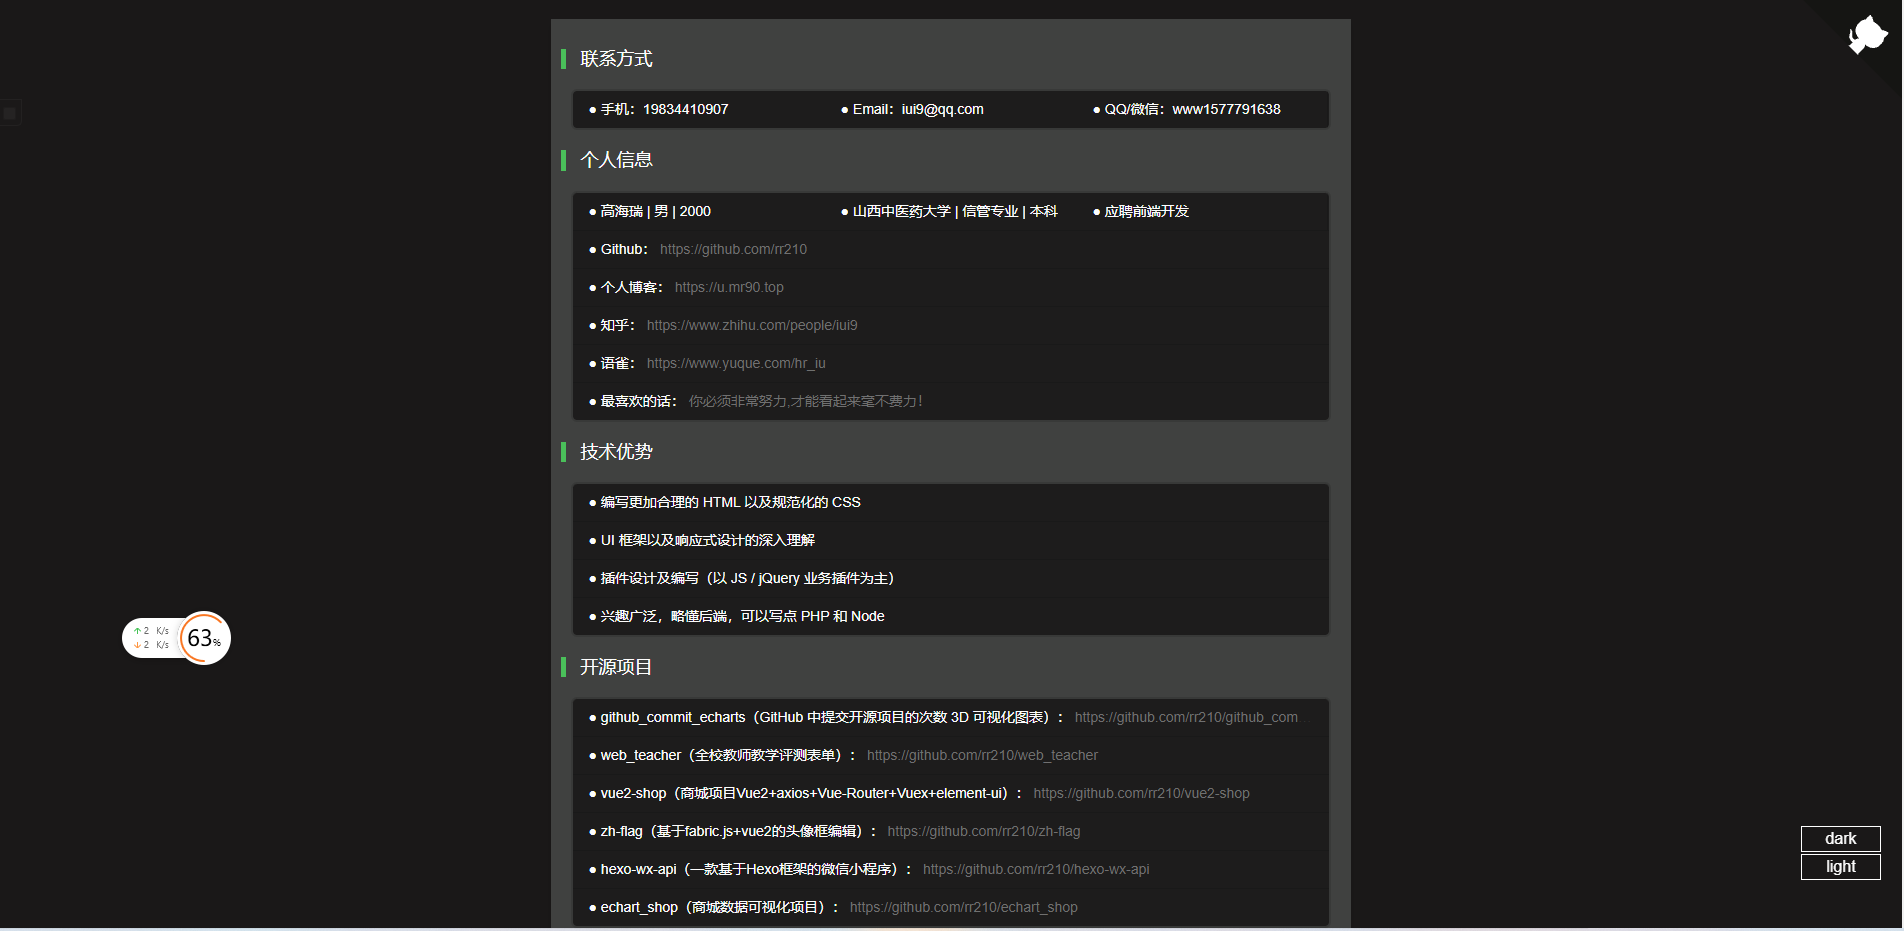 联系方式
● 手机：19834410907 ● Email：iui9@qq.com ● QQ/微信：www1577791638
个人信息
● 高海瑞 | 男 | 2000 ● 山西中医药大学 | 信管专业 | 本科 ● 应聘前端开发
● Github： https://github.com/rr210
● 个人博客： https://u.mr90.top
● 知乎： https://www.zhihu.com/people/iui9
● 语雀： https://www.yuque.com/hr_iu
● 最喜欢的话： 你必须非常努力,才能看起来毫不费力！
技术优势
● 编写更加合理的 HTML 以及规范化的 CSS
● UI 框架以及响应式设计的深入理解
● 插件设计及编写（以 JS / jQuery 业务插件为主）
● 兴趣广泛，略懂后端，可以写点 PHP 和 Node
↑ 2 K/s
↓ 2 K/s
63%
开源项目
● github_commit_echarts（GitHub 中提交开源项目的次数 3D 可视化图表）： https://github.com/rr210/github_com...
● web_teacher（全校教师教学评测表单）： https://github.com/rr210/web_teacher
● vue2-shop（商城项目Vue2+axios+Vue-Router+Vuex+element-ui）： https://github.com/rr210/vue2-shop
● zh-flag（基于fabric.js+vue2的头像框编辑）： https://github.com/rr210/zh-flag
● hexo-wx-api（一款基于Hexo框架的微信小程序）： https://github.com/rr210/hexo-wx-api
● echart_shop（商城数据可视化项目）： https://github.com/rr210/echart_shop
dark
light